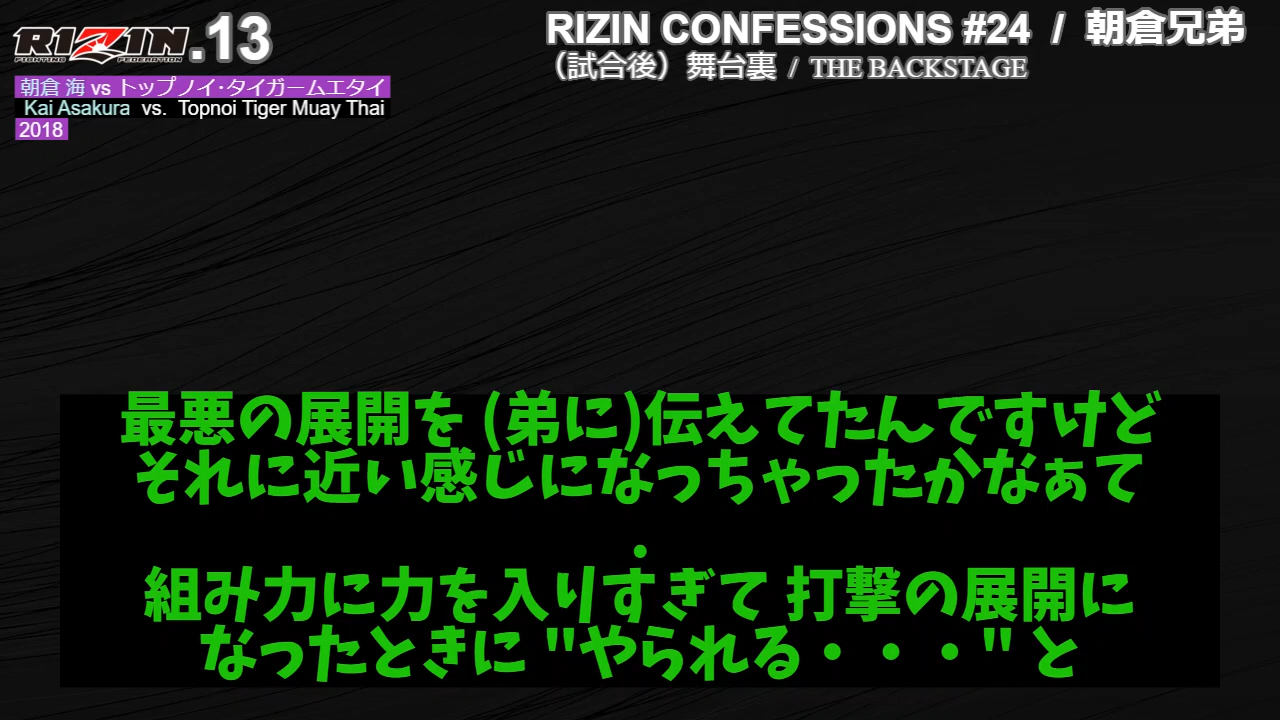 RIZIN.13
FIGHTING FEDERATION
RIZIN CONFESSIONS #24 / 朝倉兄弟
（試合後）舞台裏 / THE BACKSTAGE
朝倉 海 vs トップノイ･タイガームエタイ
Kai Asakura vs. Topnoi Tiger Muay Thai
2018
最悪の展開を (弟に)伝えてたんですけど
それに近い感じになっちゃったかなぁて
.
組み力に力を入りすぎて 打撃の展開に
なったときに "やられる・・・" と